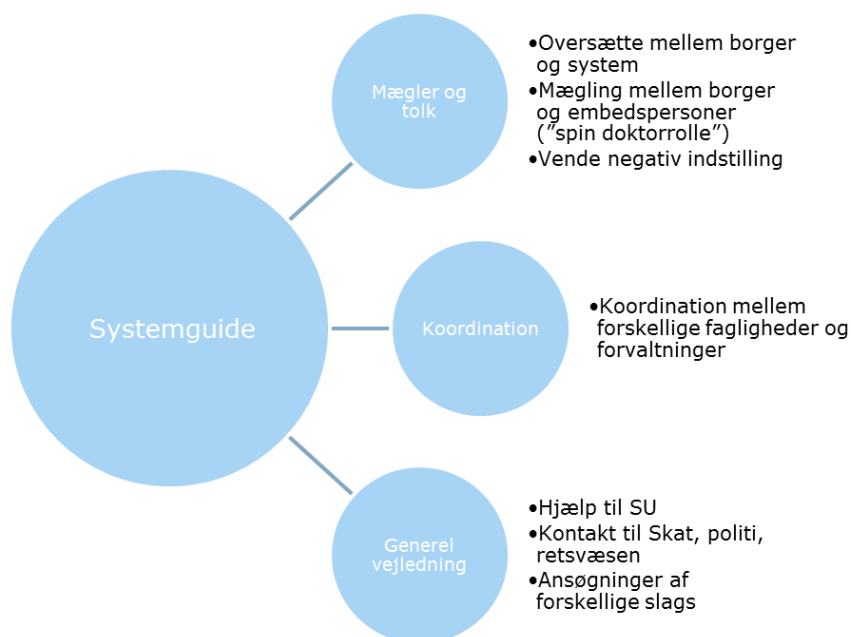 Systemguide
Mægler og
tolk
•Oversætte mellem borger
og system
•Mægling mellem borger
og embedspersoner
("spin doktorrolle")
•Vende negativ indstilling
Koordination
•Koordination mellem
forskellige fagligheder og
forvaltninger
Generel
vejledning
•Hjælp til SU
•Kontakt til Skat, politi,
retsvæsen
•Ansøgninger af
forskellige slags